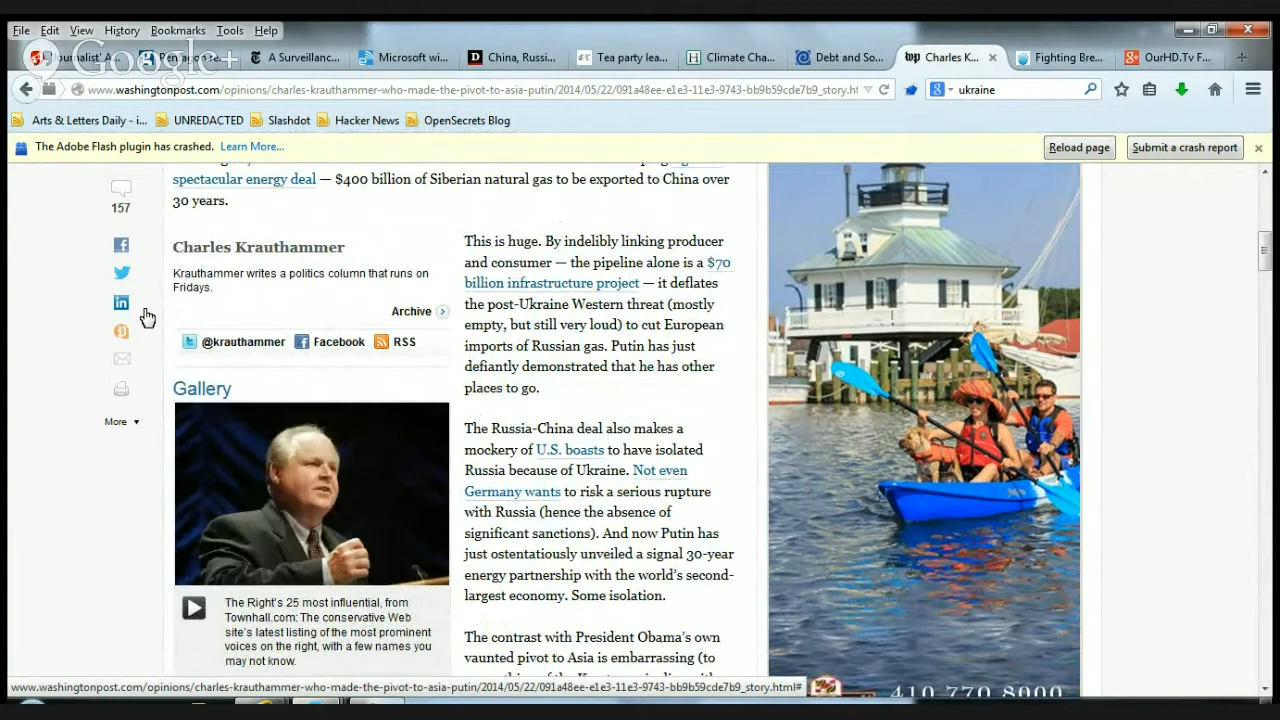 File Edit View History Bookmarks Tools Help
Google+
'Journalist' A...
Pentagon re...
A Surveillanc...
Microsoft wi...
China, Russi...
Tea party lea...
Climate Cha...
Debt and So...
Charles K...
Fighting Bre...
OurHD.Tv F...
www.washingtonpost.com/opinions/charles-krauthammer-who-made-the-pivot-to-asia-putin/2014/05/22/091a48ee-e1e3-11e3-9743-bb9b59cde7b9_story.ht
ukraine
Arts & Letters Daily - i... UNREDACTED Slashdot Hacker News OpenSecrets Blog
The Adobe Flash plugin has crashed. Learn More...
Reload page
Submit a crash report
spectacular energy deal — $400 billion of Siberian natural gas to be exported to China over
30 years.
157
More
Charles Krauthammer
Krauthammer writes a politics column that runs on
Fridays.
Archive
@krauthammer Facebook RSS
Gallery
The Right's 25 most influential, from
Townhall.com: The conservative Web
site's latest listing of the most prominent
voices on the right, with a few names you
may not know.
This is huge. By indelibly linking producer
and consumer — the pipeline alone is a $70
billion infrastructure project — it deflates
the post-Ukraine Western threat (mostly
empty, but still very loud) to cut European
imports of Russian gas. Putin has just
defiantly demonstrated that he has other
places to go.
The Russia-China deal also makes a
mockery of U.S. boasts to have isolated
Russia because of Ukraine. Not even
Germany wants to risk a serious rupture
with Russia (hence the absence of
significant sanctions). And now Putin has
just ostentatiously unveiled a signal 30-year
energy partnership with the world's second-
largest economy. Some isolation.
The contrast with President Obama's own
vaunted pivot to Asia is embarrassing (to
410 770 8000
www.washingtonpost.com/opinions/charles-krauthammer-who-made-the-pivot-to-asia-putin/2014/05/22/091a48ee-e1e3-11e3-9743-bb9b59cde7b9_story.html#